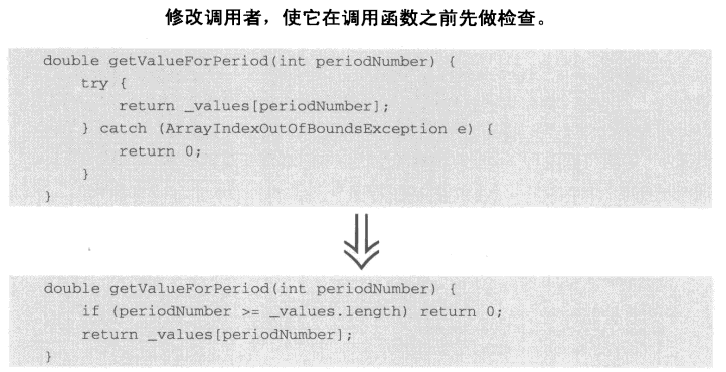 修改调用者，使它在调用函数之前先做检查。
double getValueForPeriod(int periodNumber) {
    try {
        return _values[periodNumber];
    } catch (ArrayIndexOutOfBoundsException e) {
        return 0;
    }
}
double getValueForPeriod(int periodNumber) {
    if (periodNumber >= _values.length) return 0;
    return _values[periodNumber];
}